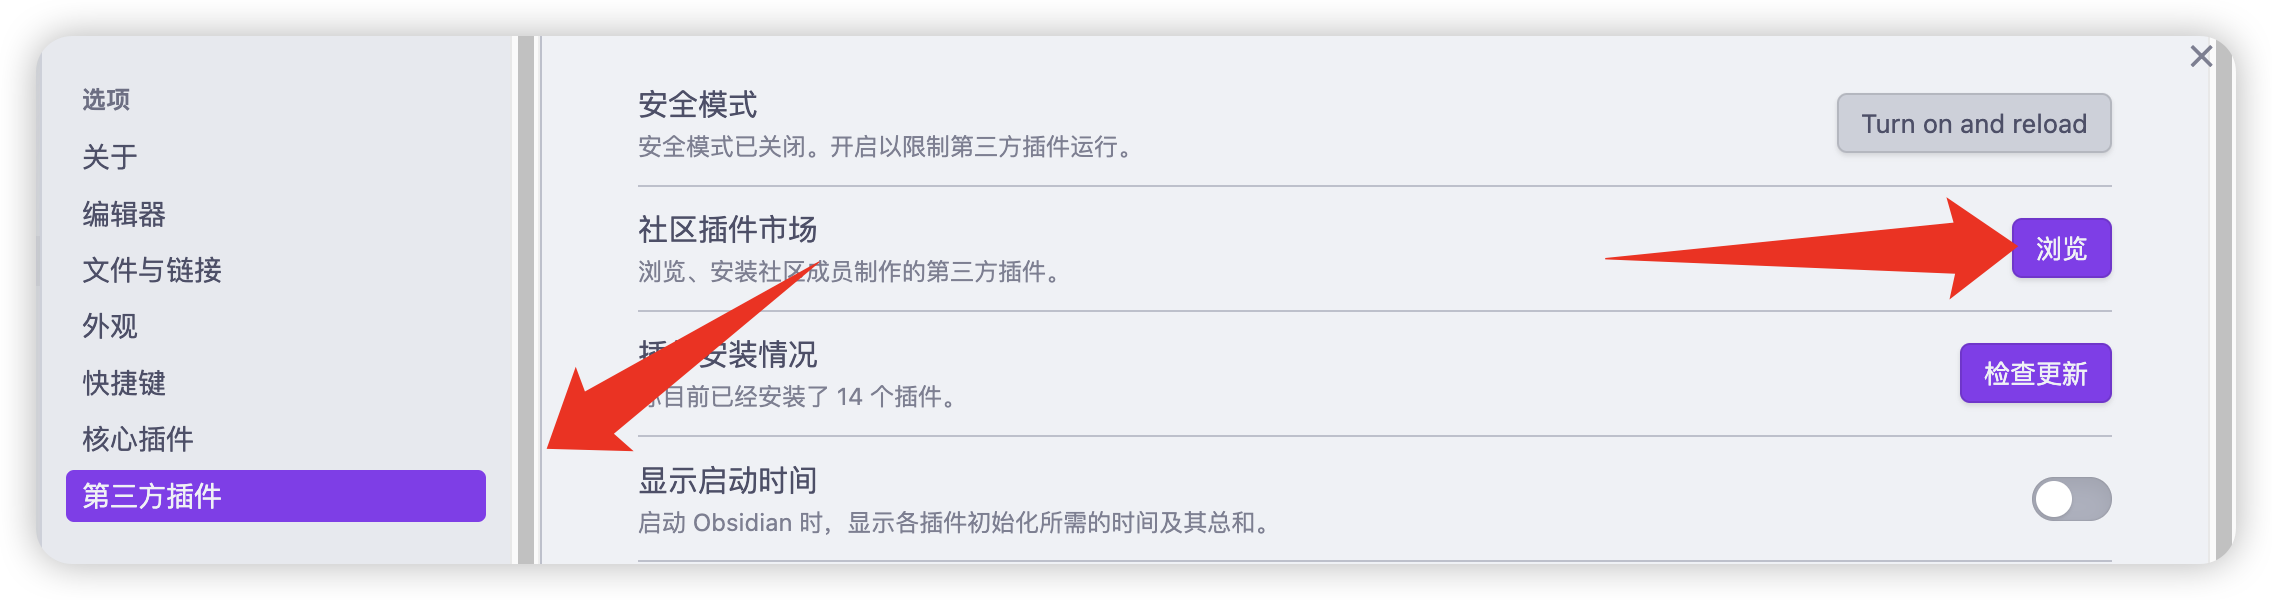 选项
关于
编辑器
文件与链接
外观
快捷键
核心插件
第三方插件
安全模式
安全模式已关闭。开启以限制第三方插件运行。
Turn on and reload
社区插件市场
浏览、安装社区成员制作的第三方插件。
浏览
插件安装情况
你目前已经安装了 14 个插件。
检查更新
显示启动时间
启动 Obsidian 时，显示各插件初始化所需的时间及其总和。